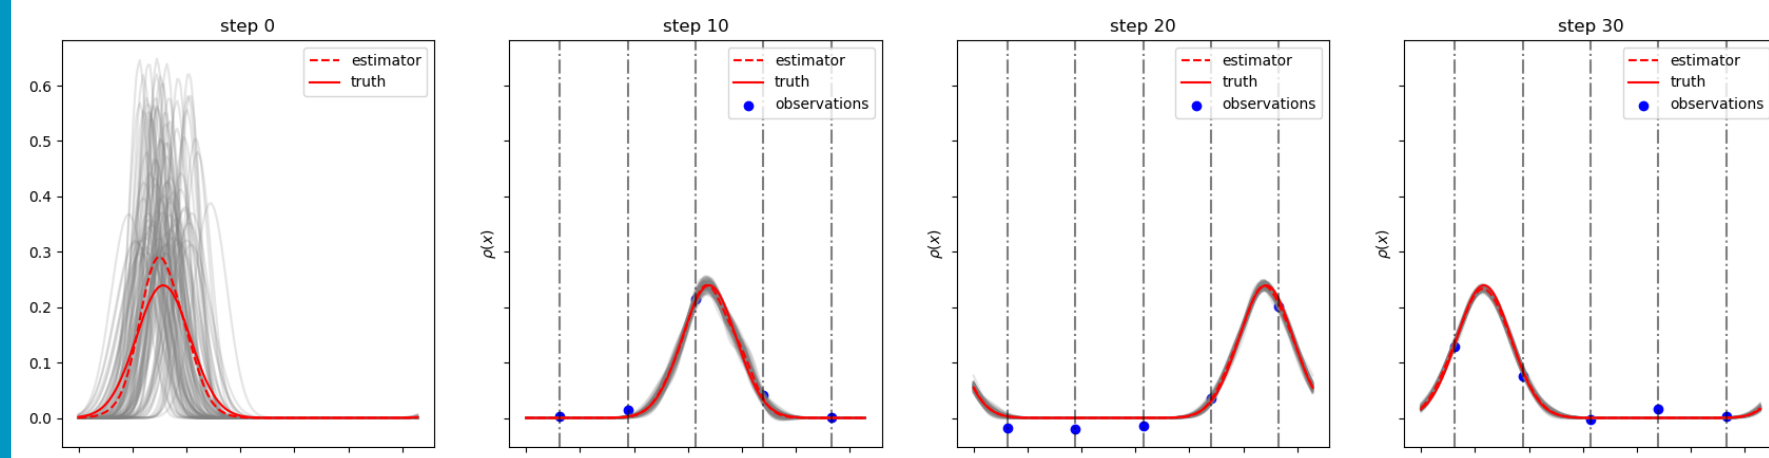 step 0
estimator
truth
0.6
0.5
0.4
0.3
0.2
0.1
0.0
step 10
estimator
truth
observations
ρ(x)
step 20
estimator
truth
observations
ρ(x)
step 30
estimator
truth
observations
ρ(x)